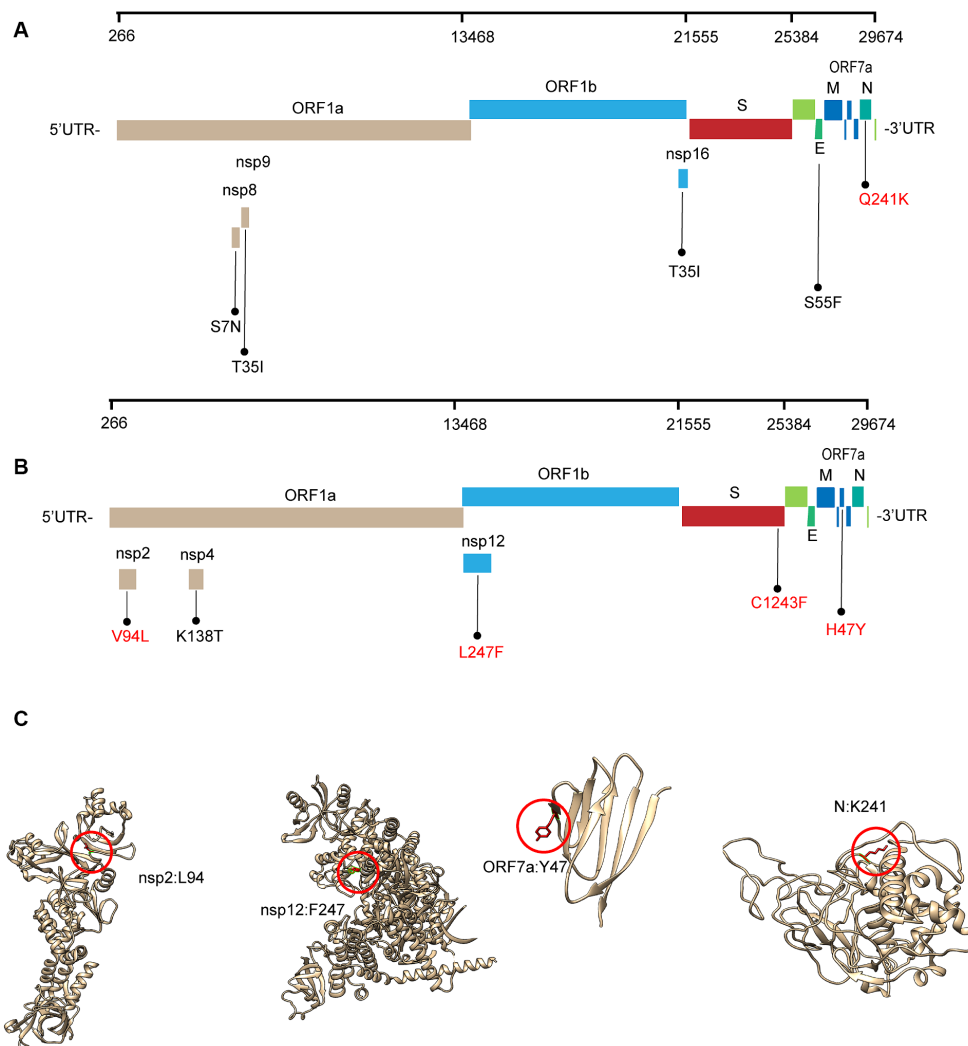 A
266 13468 21555 25384 29674
ORF7a
ORF1a ORF1b S M N
5'UTR- -3'UTR
E
nsp9 nsp16
nsp8
Q241K
T35I
S55F
S7N
T35I
266 13468 21555 25384 29674
B
ORF7a
ORF1a ORF1b S M N
5'UTR- -3'UTR
E
nsp2 nsp4 nsp12
C1243F
V94L K138T H47Y
L247F
C
N:K241
nsp2:L94 ORF7a:Y47
nsp12:F247